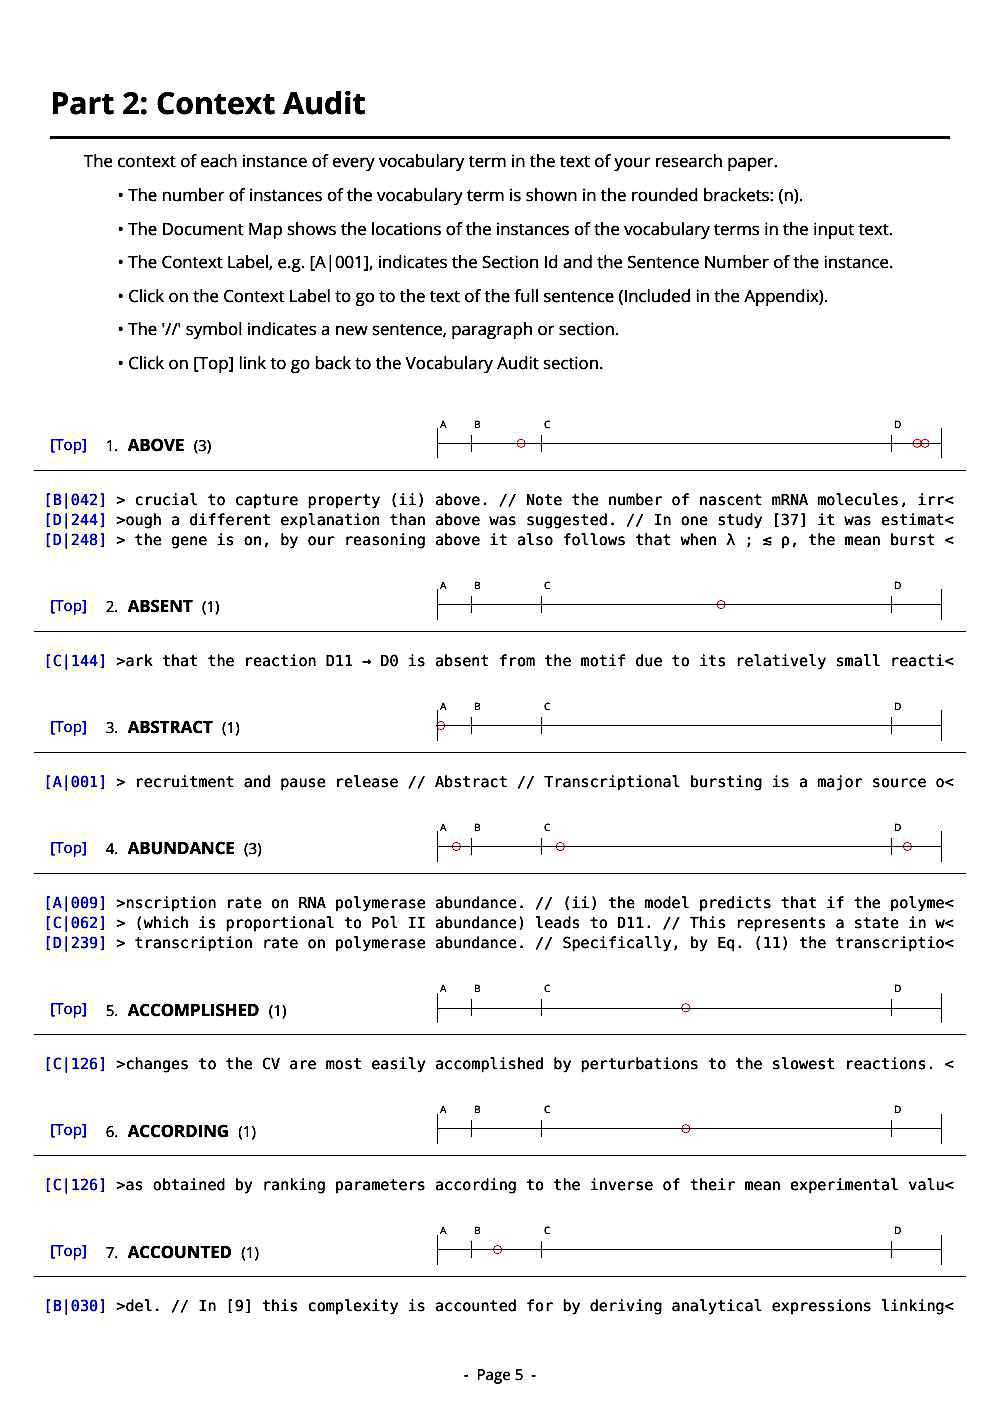 Part 2: Context Audit
The context of each instance of every vocabulary term in the text of your research paper.
• The number of instances of the vocabulary term is shown in the rounded brackets: (n).
• The Document Map shows the locations of the instances of the vocabulary terms in the input text.
• The Context Label, e.g. [A|001], indicates the Section Id and the Sentence Number of the instance.
• Click on the Context Label to go to the text of the full sentence (Included in the Appendix).
• The '//' symbol indicates a new sentence, paragraph or section.
• Click on [Top] link to go back to the Vocabulary Audit section.
A B C D
[Top] 1. ABOVE (3)
[B|042] > crucial to capture property (ii) above. // Note the number of nascent mRNA molecules, irr<
[D|244] >ough a different explanation than above was suggested. // In one study [37] it was estimat<
[D|248] > the gene is on, by our reasoning above it also follows that when λ ; ≤ ρ, the mean burst <
A B C D
[Top] 2. ABSENT (1)
[C|144] >ark that the reaction D11 → D0 is absent from the motif due to its relatively small reacti<
A B C D
[Top] 3. ABSTRACT (1)
[A|001] > recruitment and pause release // Abstract // Transcriptional bursting is a major source o<
A B C D
[Top] 4. ABUNDANCE (3)
[A|009] >nscription rate on RNA polymerase abundance. // (ii) the model predicts that if the polyme<
[C|062] > (which is proportional to Pol II abundance) leads to D11. // This represents a state in w<
[D|239] > transcription rate on polymerase abundance. // Specifically, by Eq. (11) the transcriptio<
A B C D
[Top] 5. ACCOMPLISHED (1)
[C|126] >changes to the CV are most easily accomplished by perturbations to the slowest reactions. <
A B C D
[Top] 6. ACCORDING (1)
[C|126] >as obtained by ranking parameters according to the inverse of their mean experimental valu<
A B C D
[Top] 7. ACCOUNTED (1)
[B|030] >del. // In [9] this complexity is accounted for by deriving analytical expressions linking<
- Page 5 -